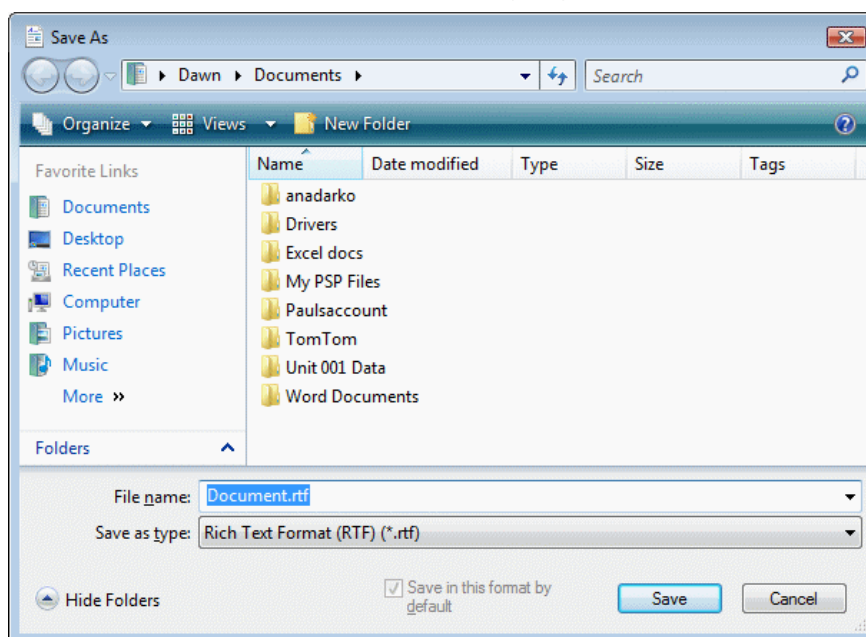 Save As
Dawn Documents Search
Organize Views New Folder
Favorite Links
Documents
Desktop
Recent Places
Computer
Pictures
Music
More »
Folders
Name Date modified Type Size Tags
anadarko
Drivers
Excel docs
My PSP Files
Paulsaccount
TomTom
Unit 001 Data
Word Documents
File name: Document.rtf
Save as type: Rich Text Format (RTF) (*.rtf)
Hide Folders
Save in this format by
default
Save Cancel